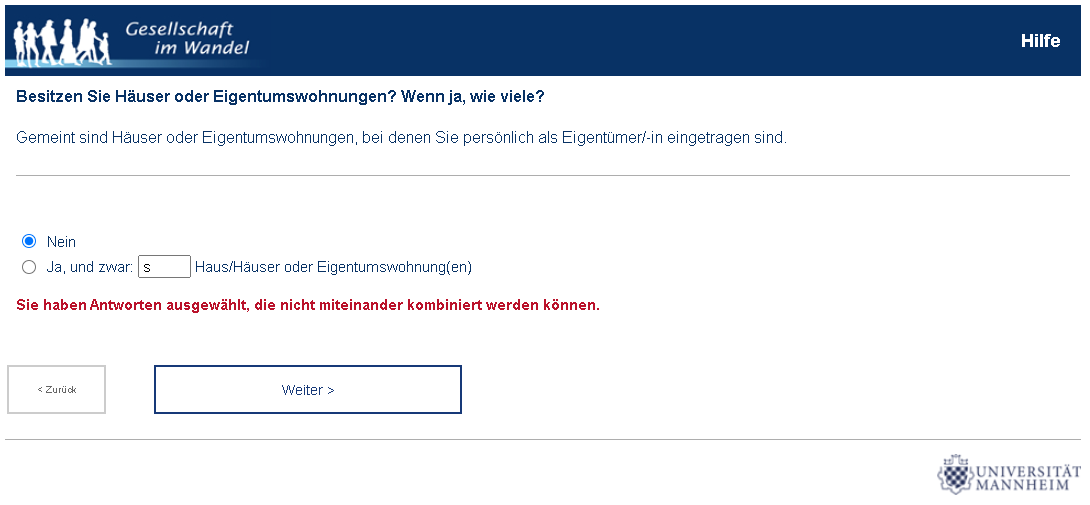 Gesellschaft
im Wandel
Hilfe
Besitzen Sie Häuser oder Eigentumswohnungen? Wenn ja, wie viele?
Gemeint sind Häuser oder Eigentumswohnungen, bei denen Sie persönlich als Eigentümer/-in eingetragen sind.
Nein
Ja, und zwar: s Haus/Häuser oder Eigentumswohnung(en)
Sie haben Antworten ausgewählt, die nicht miteinander kombiniert werden können.
< Zurück
Weiter >
UNIVERSITÄT
MANNHEIM